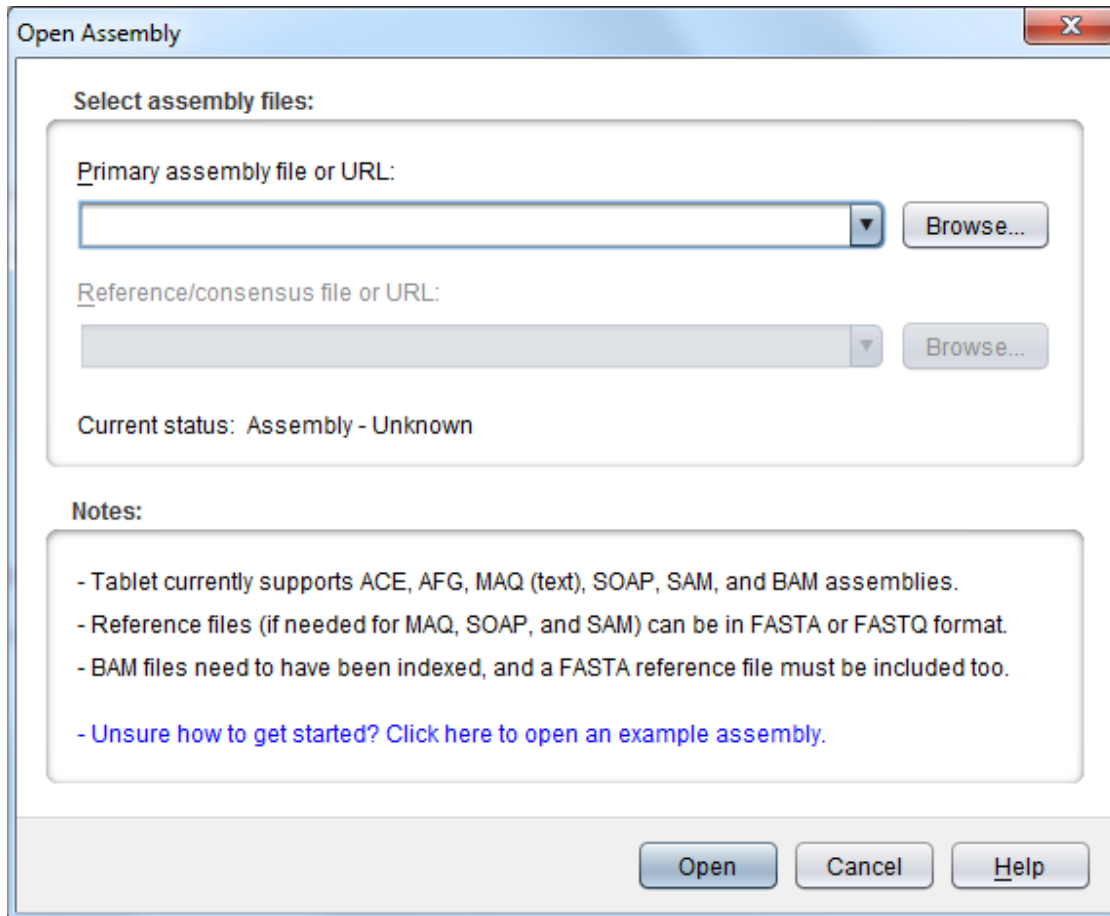 Open Assembly
Select assembly files:
Primary assembly file or URL:
Browse...
Reference/consensus file or URL:
Browse...
Current status: Assembly - Unknown
Notes:
- Tablet currently supports ACE, AFG, MAQ (text), SOAP, SAM, and BAM assemblies.
- Reference files (if needed for MAQ, SOAP, and SAM) can be in FASTA or FASTQ format.
- BAM files need to have been indexed, and a FASTA reference file must be included too.
- Unsure how to get started? Click here to open an example assembly.
Open Cancel Help